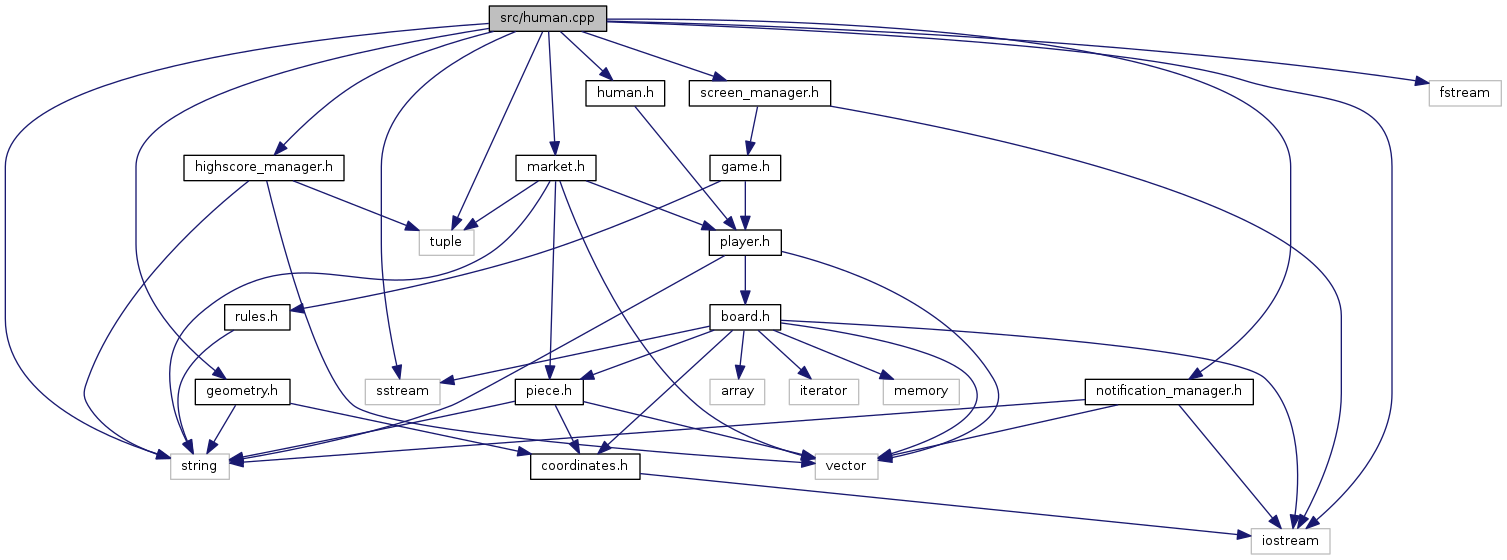 src/human.cpp
human.h
screen_manager.h
fstream
highscore_manager.h
market.h
game.h
tuple
player.h
rules.h
board.h
geometry.h
sstream
piece.h
array
iterator
memory
notification_manager.h
string
coordinates.h
vector
iostream